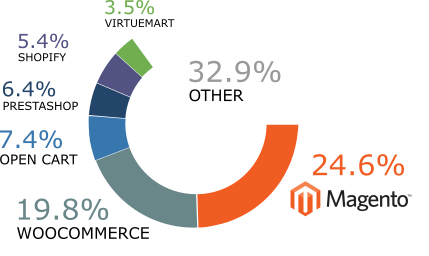 3.5%
VIRTUEMART
5.4%
SHOPIFY
32.9%
OTHER
6.4%
PRESTASHOP
7.4%
OPEN CART
24.6%
Magento™
19.8%
WOOCOMMERCE